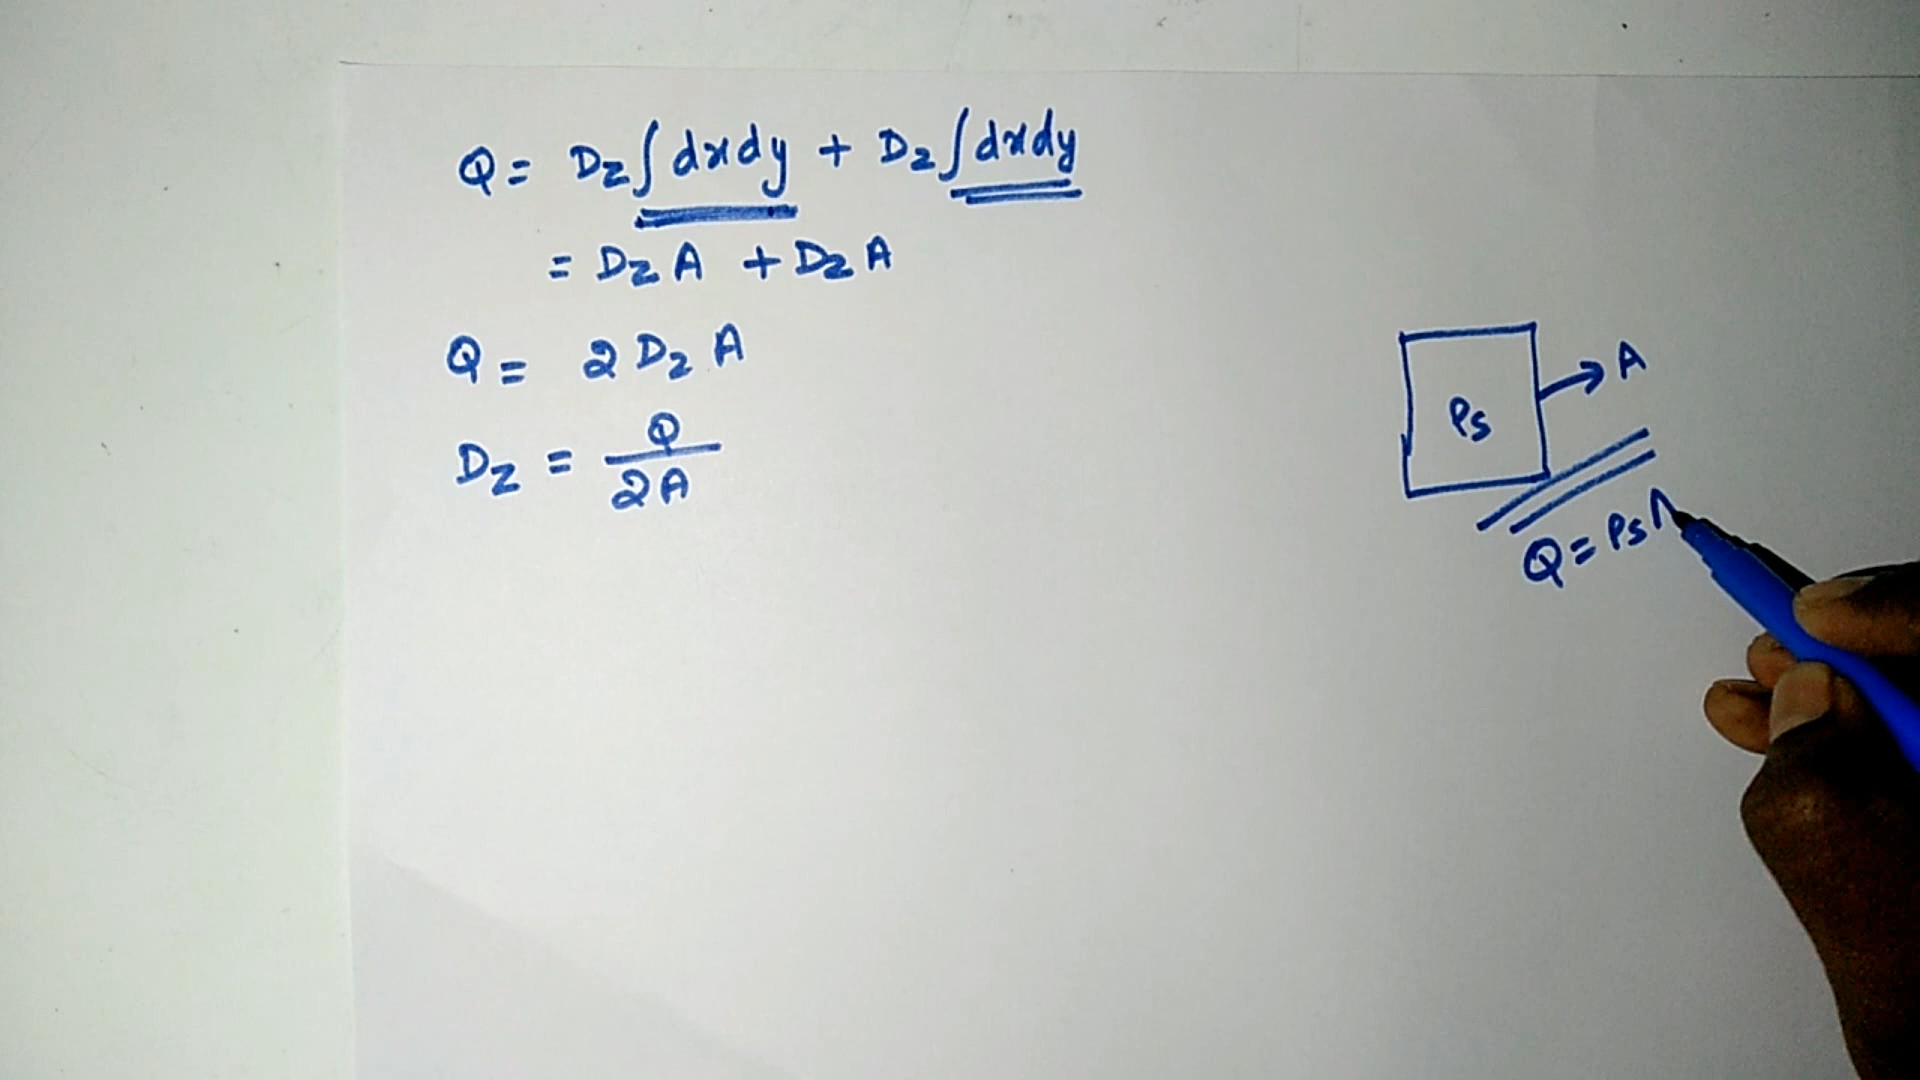 Q = Dz ∫ dxdy + Dz ∫ dxdy
= Dz A + Dz A
Q = 2 Dz A
Dz = Q / 2A
ρs → A
Q = ρs